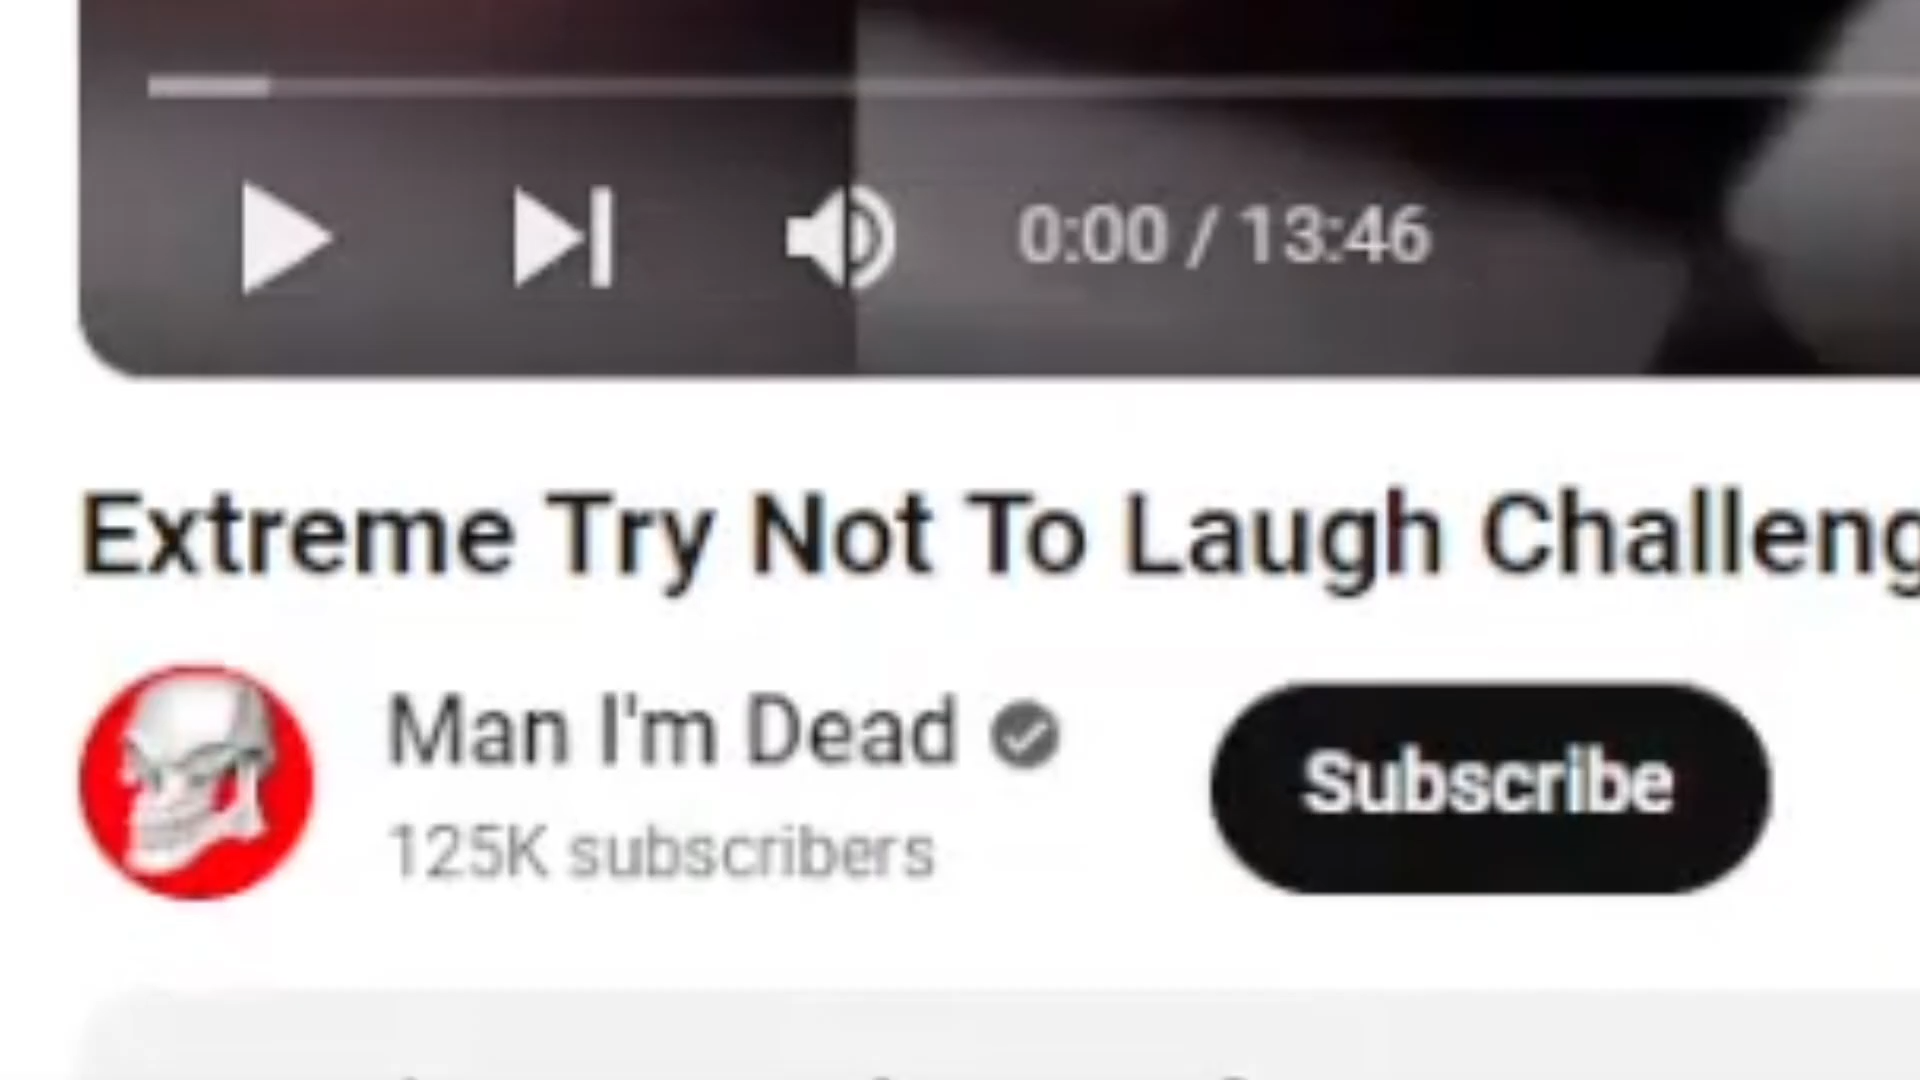 0:00 / 13:46
Extreme Try Not To Laugh Challeng
Man I'm Dead
125K subscribers
Subscribe